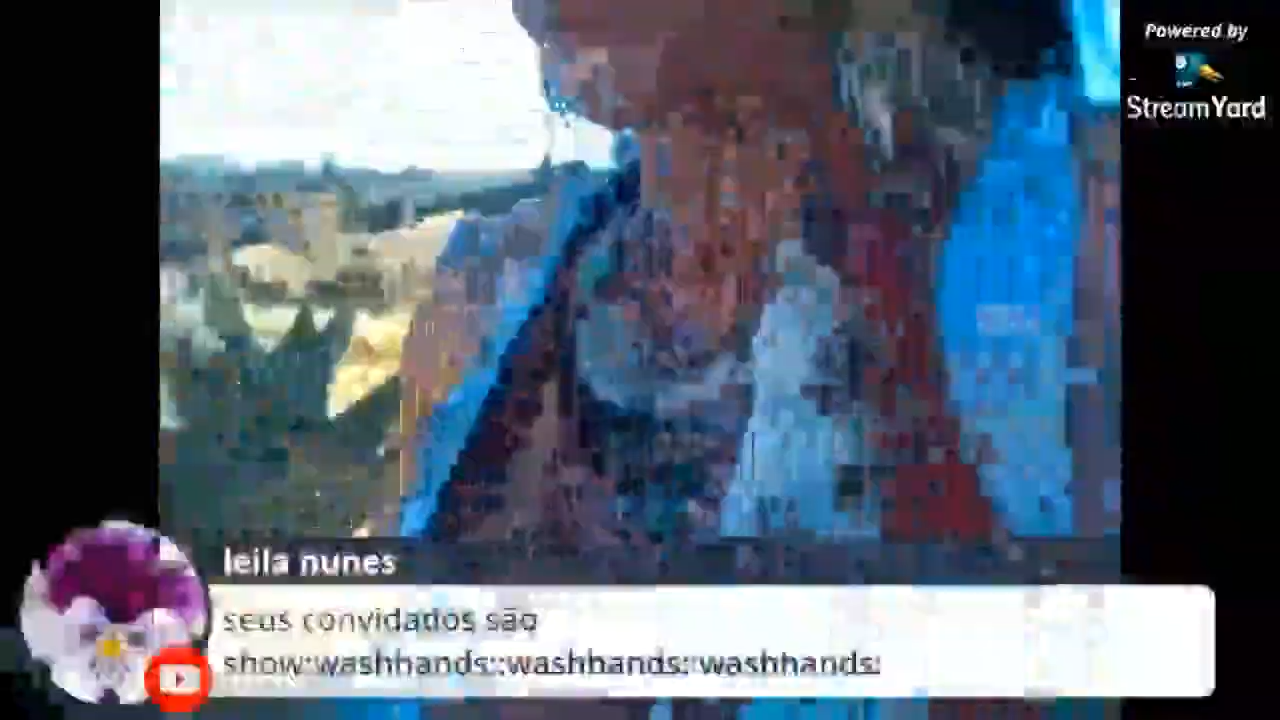 Powered by
StreamYard
leila nunes
seus convidados são
show:washhands::washhands::washhands: